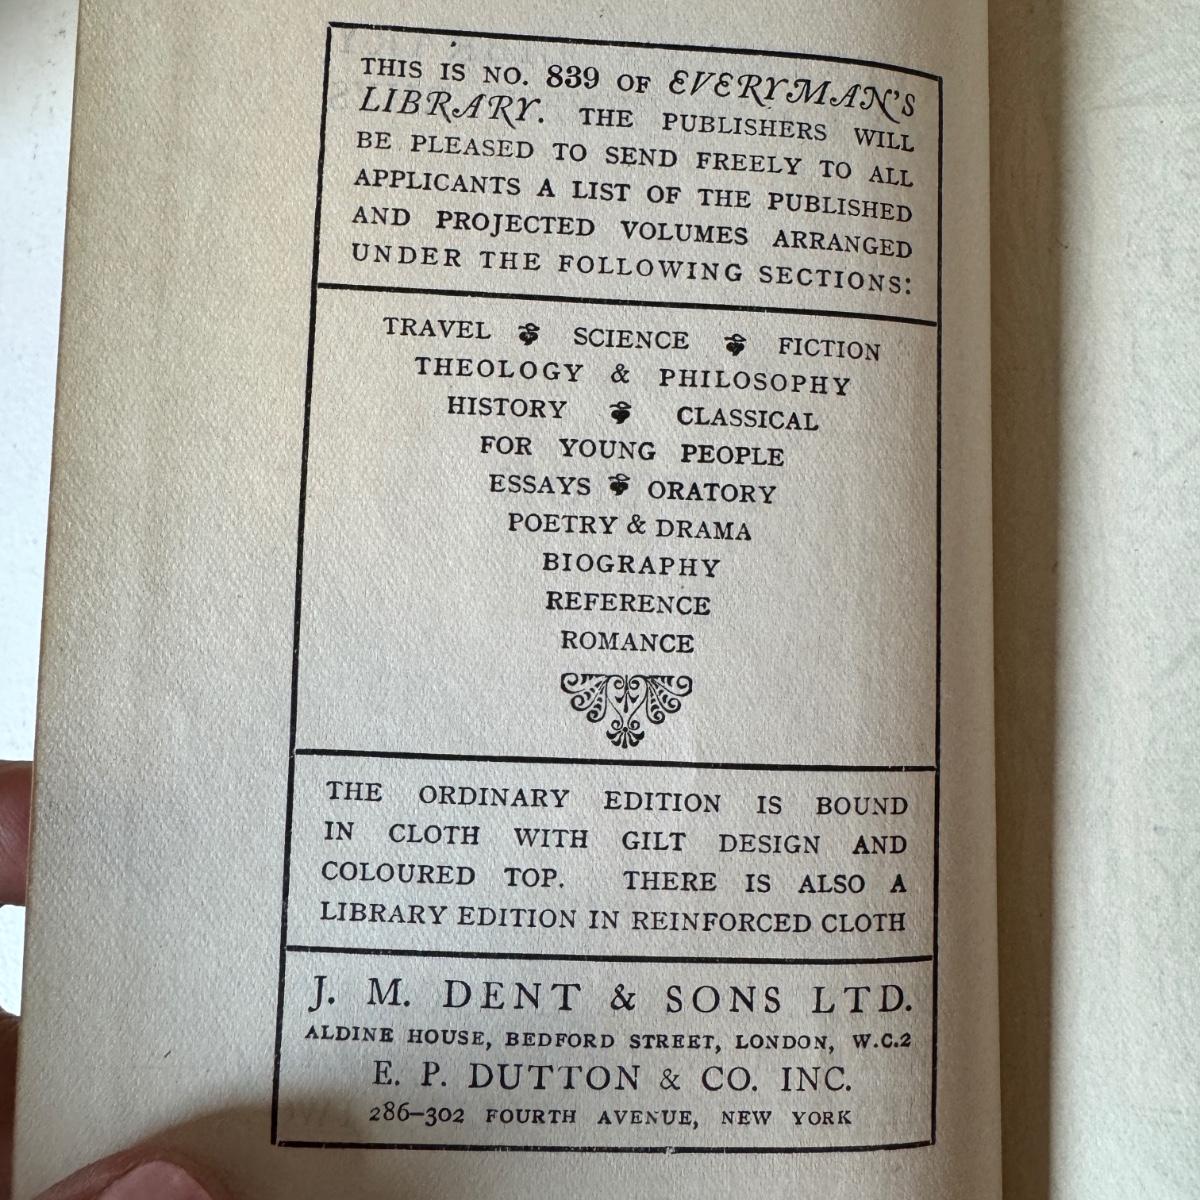 THIS IS NO. 839 OF EVERYMAN'S
LIBRARY. THE PUBLISHERS WILL
BE PLEASED TO SEND FREELY TO ALL
APPLICANTS A LIST OF THE PUBLISHED
AND PROJECTED VOLUMES ARRANGED
UNDER THE FOLLOWING SECTIONS:
TRAVEL SCIENCE FICTION
THEOLOGY & PHILOSOPHY
HISTORY CLASSICAL
FOR YOUNG PEOPLE
ESSAYS ORATORY
POETRY & DRAMA
BIOGRAPHY
REFERENCE
ROMANCE
THE ORDINARY EDITION IS BOUND
IN CLOTH WITH GILT DESIGN AND
COLOURED TOP. THERE IS ALSO A
LIBRARY EDITION IN REINFORCED CLOTH
J. M. DENT & SONS LTD.
ALDINE HOUSE, BEDFORD STREET, LONDON, W.C.2
E. P. DUTTON & CO. INC.
286–302 FOURTH AVENUE, NEW YORK